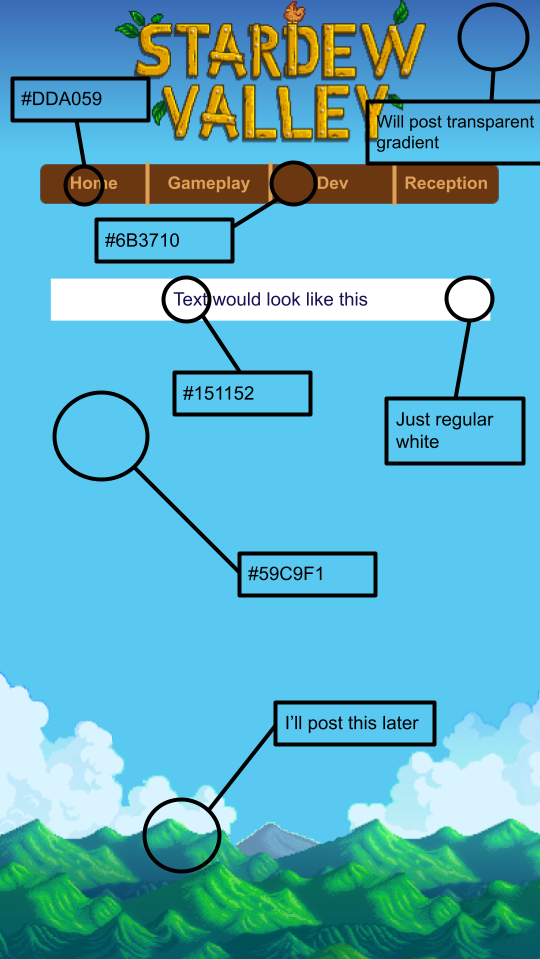 STARDEW
VALLEY
#DDA059
Will post transparent
gradient
Home Gameplay Dev Reception
#6B3710
Text would look like this
#151152
Just regular
white
#59C9F1
I'll post this later